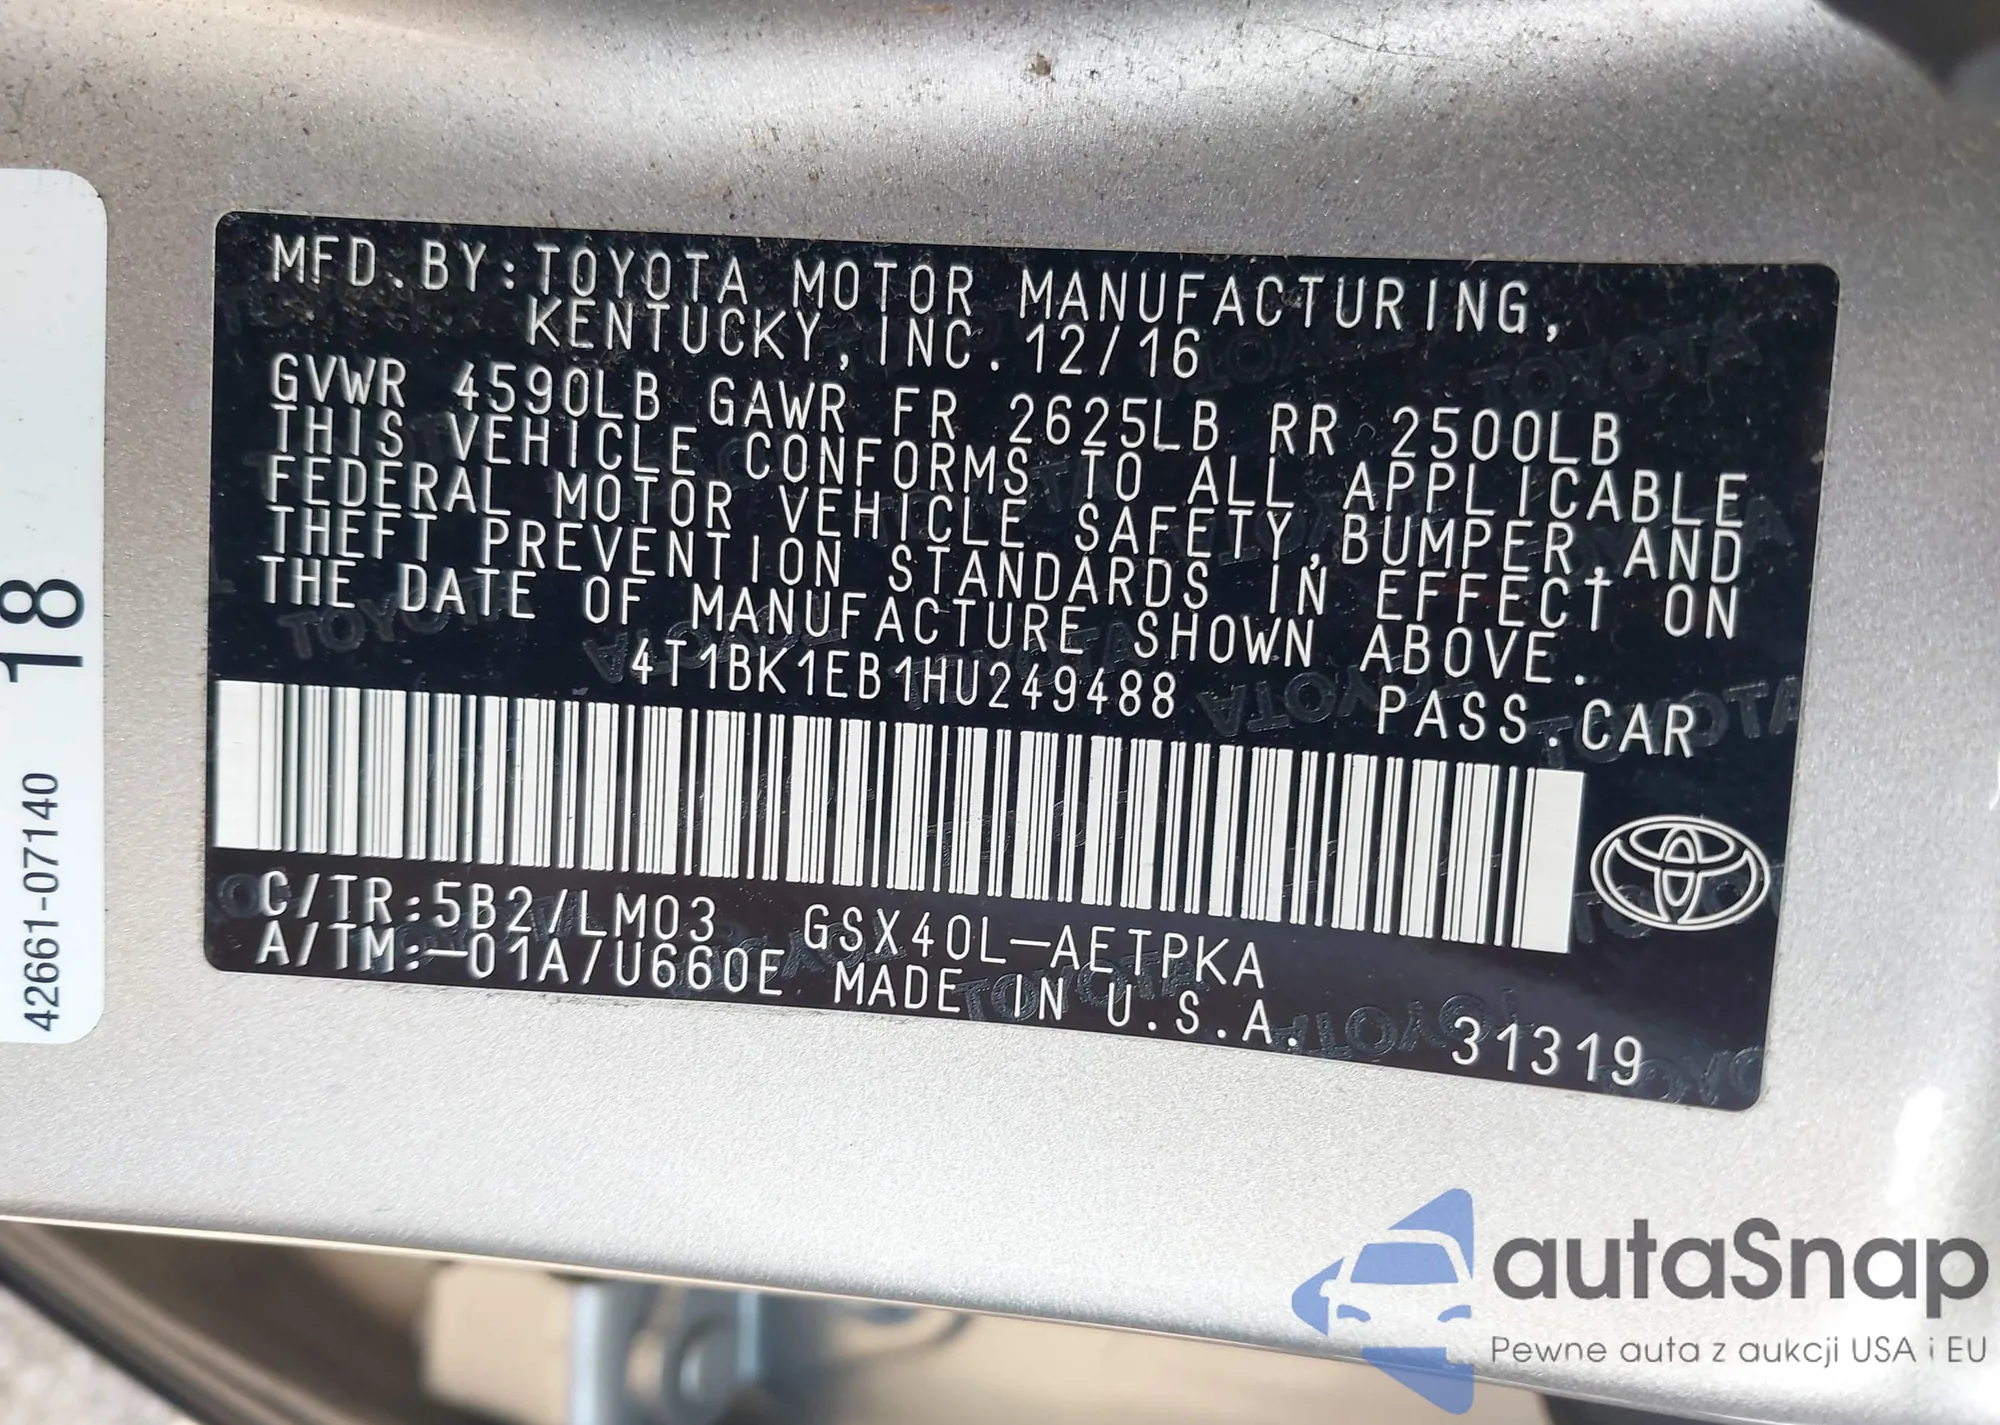 MFD.BY:TOYOTA MOTOR MANUFACTURING,
KENTUCKY,INC.12/16
GVWR 4590LB GAWR FR 2625LB RR 2500LB
THIS VEHICLE CONFORMS TO ALL APPLICABLE
FEDERAL MOTOR VEHICLE SAFETY,BUMPER,AND
THEFT PREVENTION STANDARDS IN EFFECT ON
THE DATE OF MANUFACTURE SHOWN ABOVE.
4T1BK1EB1HU249488 PASS.CAR
C/TR:5B2/LM03 GSX40L-AETPKA
A/TM:-01A/U660E MADE IN U.S.A. 31319
18
42661-07140
autaSnap
Pewne auta z aukcji USA i EU